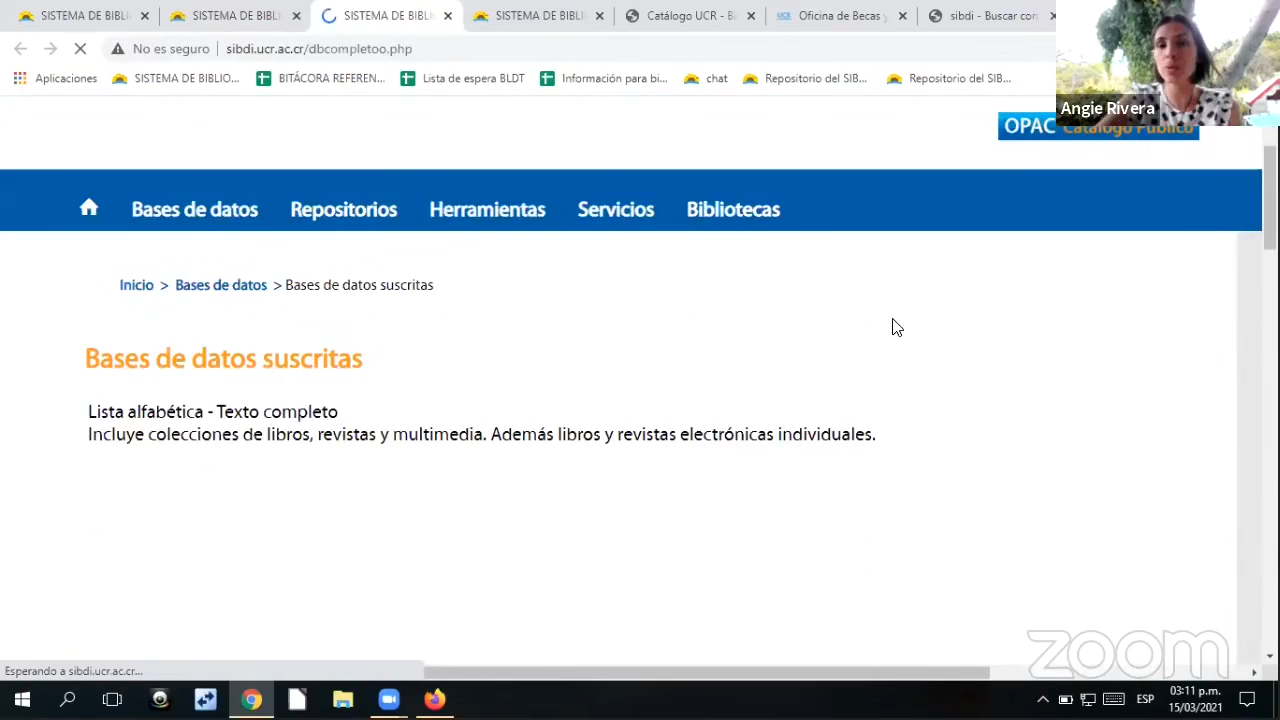 SISTEMA DE BIBLI
SISTEMA DE BIBLI
SISTEMA DE BIBLI
SISTEMA DE BIBLI
Catálogo UCR - B
Oficina de Becas y
sibdi - Buscar con
No es seguro
sibdi.ucr.ac.cr/dbcompletoo.php
Aplicaciones
SISTEMA DE BIBLIO...
BITÁCORA REFEREN...
Lista de espera BLDT
Información para bi...
chat
Repositorio del SIB...
Repositorio del SIB...
Angie Rivera
OPAC Catálogo Público
Bases de datos
Repositorios
Herramientas
Servicios
Bibliotecas
Inicio > Bases de datos > Bases de datos suscritas
Bases de datos suscritas
Lista alfabética - Texto completo
Incluye colecciones de libros, revistas y multimedia. Además libros y revistas electrónicas individuales.
zoom
Esperando a sibdi.ucr.ac.cr...
ESP
03:11 p.m.
15/03/2021